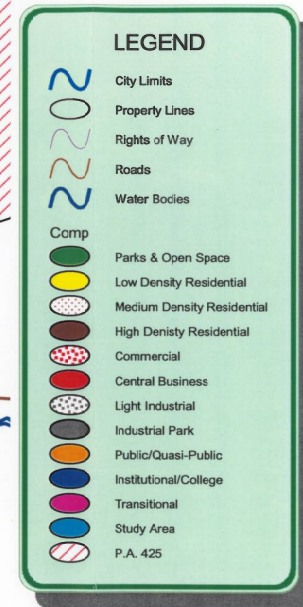 LEGEND
City Limits
Property Lines
Rights of Way
Roads
Water Bodies
Comp
Parks & Open Space
Low Density Residential
Medium Density Residential
High Denisty Residential
Commercial
Central Business
Light Industrial
Industrial Park
Public/Quasi-Public
Institutional/College
Transitional
Study Area
P.A. 425